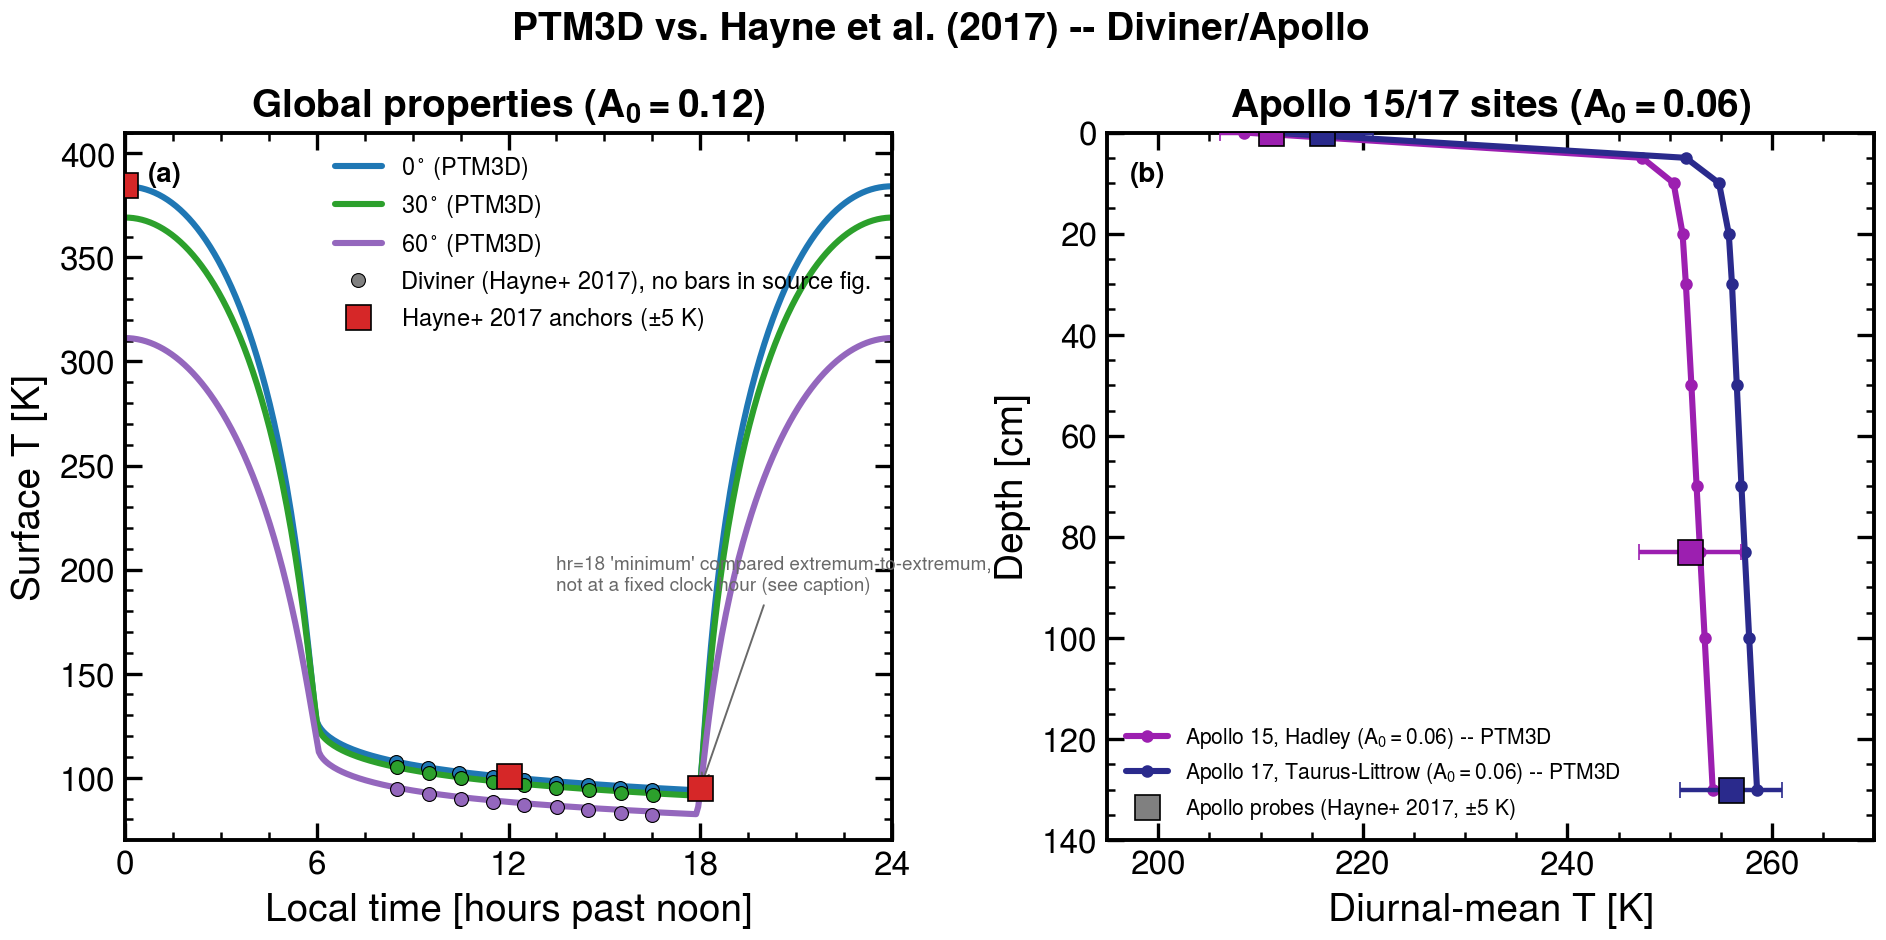 PTM3D vs. Hayne et al. (2017) -- Diviner/Apollo
Global properties (A₀ = 0.12)
(a)
0° (PTM3D)
30° (PTM3D)
60° (PTM3D)
Diviner (Hayne+ 2017), no bars in source fig.
Hayne+ 2017 anchors (±5 K)
hr=18 'minimum' compared extremum-to-extremum,
not at a fixed clock hour (see caption)
400
350
300
250
200
150
100
Surface T [K]
0 6 12 18 24
Local time [hours past noon]
Apollo 15/17 sites (A₀ = 0.06)
(b)
0
20
40
60
80
100
120
140
Depth [cm]
Apollo 15, Hadley (A₀ = 0.06) -- PTM3D
Apollo 17, Taurus-Littrow (A₀ = 0.06) -- PTM3D
Apollo probes (Hayne+ 2017, ±5 K)
200 220 240 260
Diurnal-mean T [K]